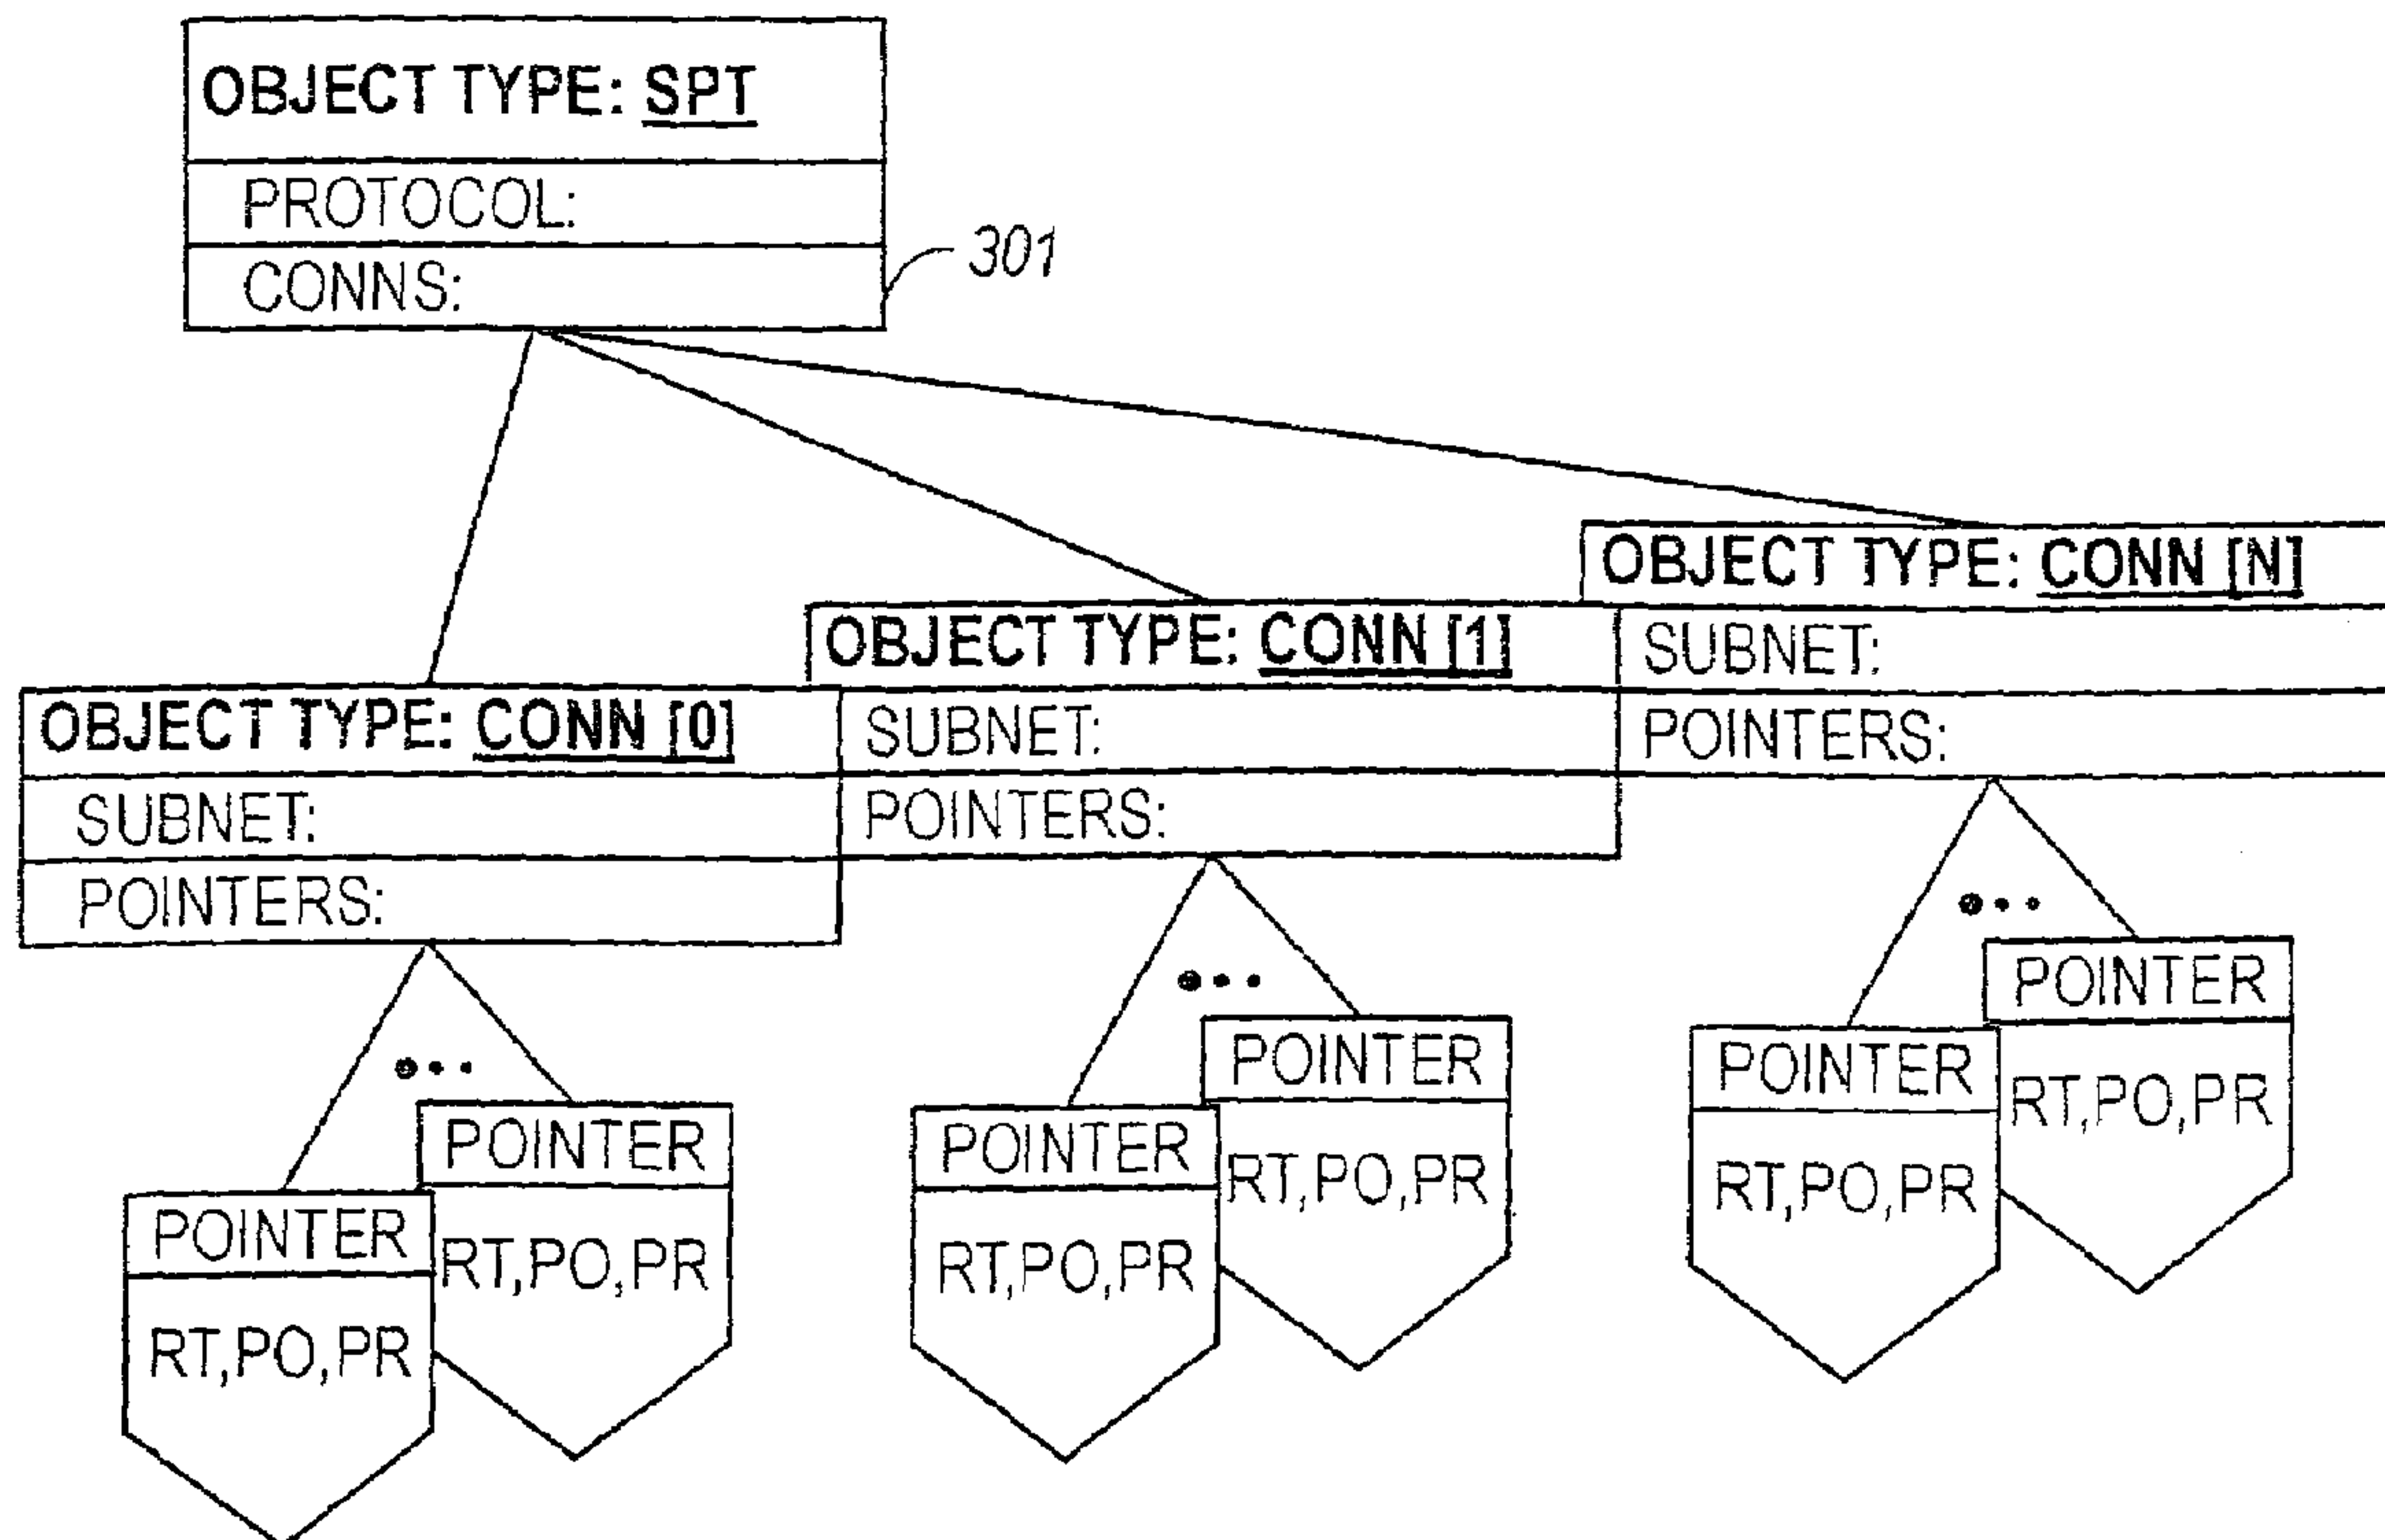 OBJECT TYPE: SPT
PROTOCOL:
CONNS:
301
OBJECT TYPE: CONN [N]
SUBNET:
POINTERS:
OBJECT TYPE: CONN [1]
SUBNET:
POINTERS:
OBJECT TYPE: CONN [0]
SUBNET:
POINTERS:
POINTER
RT,PO,PR
POINTER
RT,PO,PR
POINTER
RT,PO,PR
POINTER
RT,PO,PR
POINTER
RT,PO,PR
POINTER
RT,PO,PR